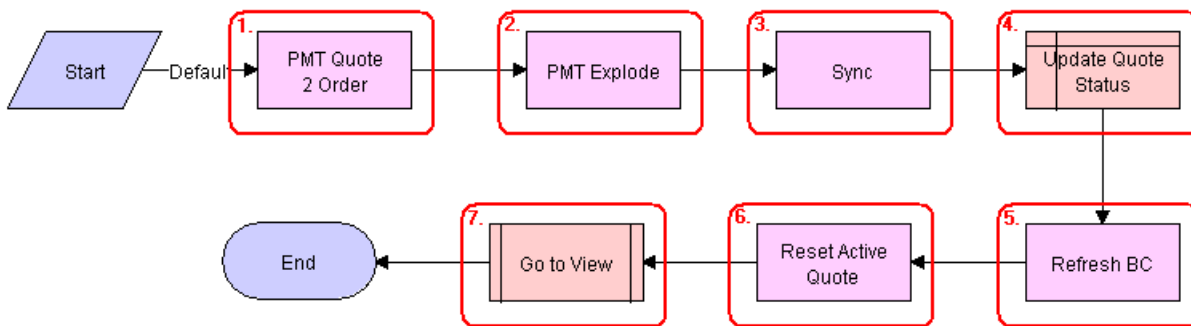 Start
Defaul
1.
PMT Quote
2 Order
2.
PMT Explode
3.
Sync
4.
Update Quote
Status
5.
Refresh BC
6.
Reset Active
Quote
7.
Go to View
End